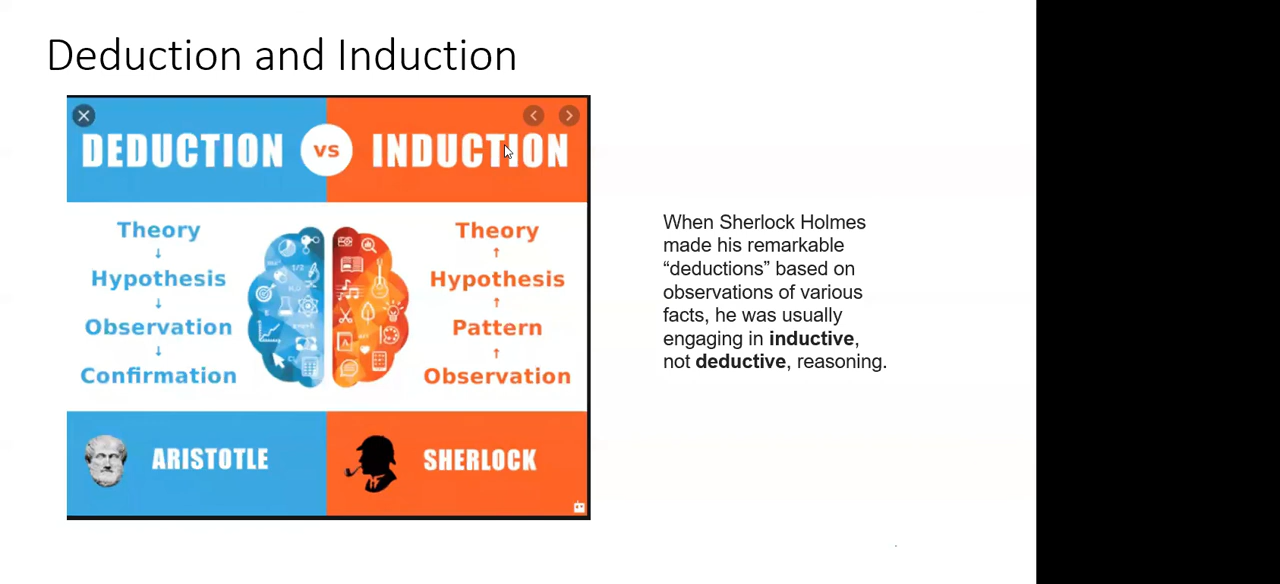 Deduction and Induction
DEDUCTION vs INDUCTION
Theory
↓
Hypothesis
↓
Observation
↓
Confirmation
Theory
↑
Hypothesis
↑
Pattern
↑
Observation
ARISTOTLE
SHERLOCK
When Sherlock Holmes
made his remarkable
“deductions” based on
observations of various
facts, he was usually
engaging in inductive,
not deductive, reasoning.